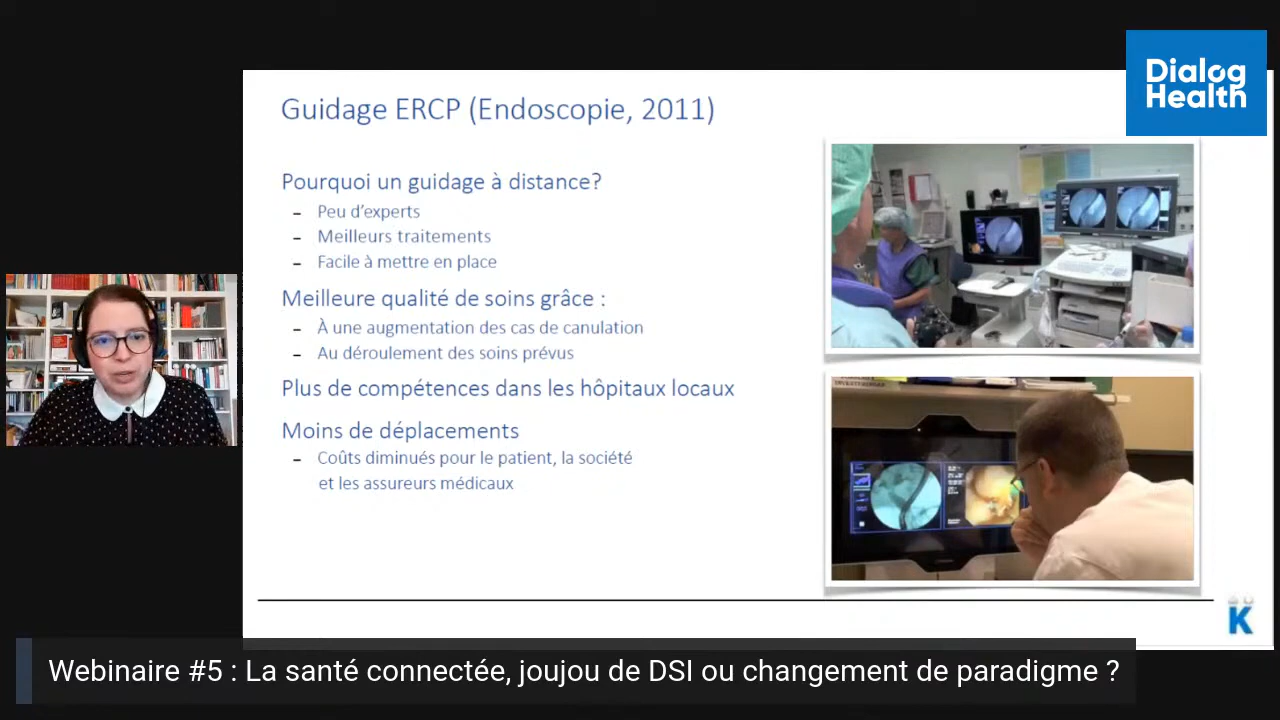 Dialog
Health
Guidage ERCP (Endoscopie, 2011)
Pourquoi un guidage à distance?
- Peu d'experts
- Meilleurs traitements
- Facile à mettre en place
Meilleure qualité de soins grâce :
- À une augmentation des cas de canulation
- Au déroulement des soins prévus
Plus de compétences dans les hôpitaux locaux
Moins de déplacements
- Coûts diminués pour le patient, la société
et les assureurs médicaux
K
Webinaire #5 : La santé connectée, joujou de DSI ou changement de paradigme ?